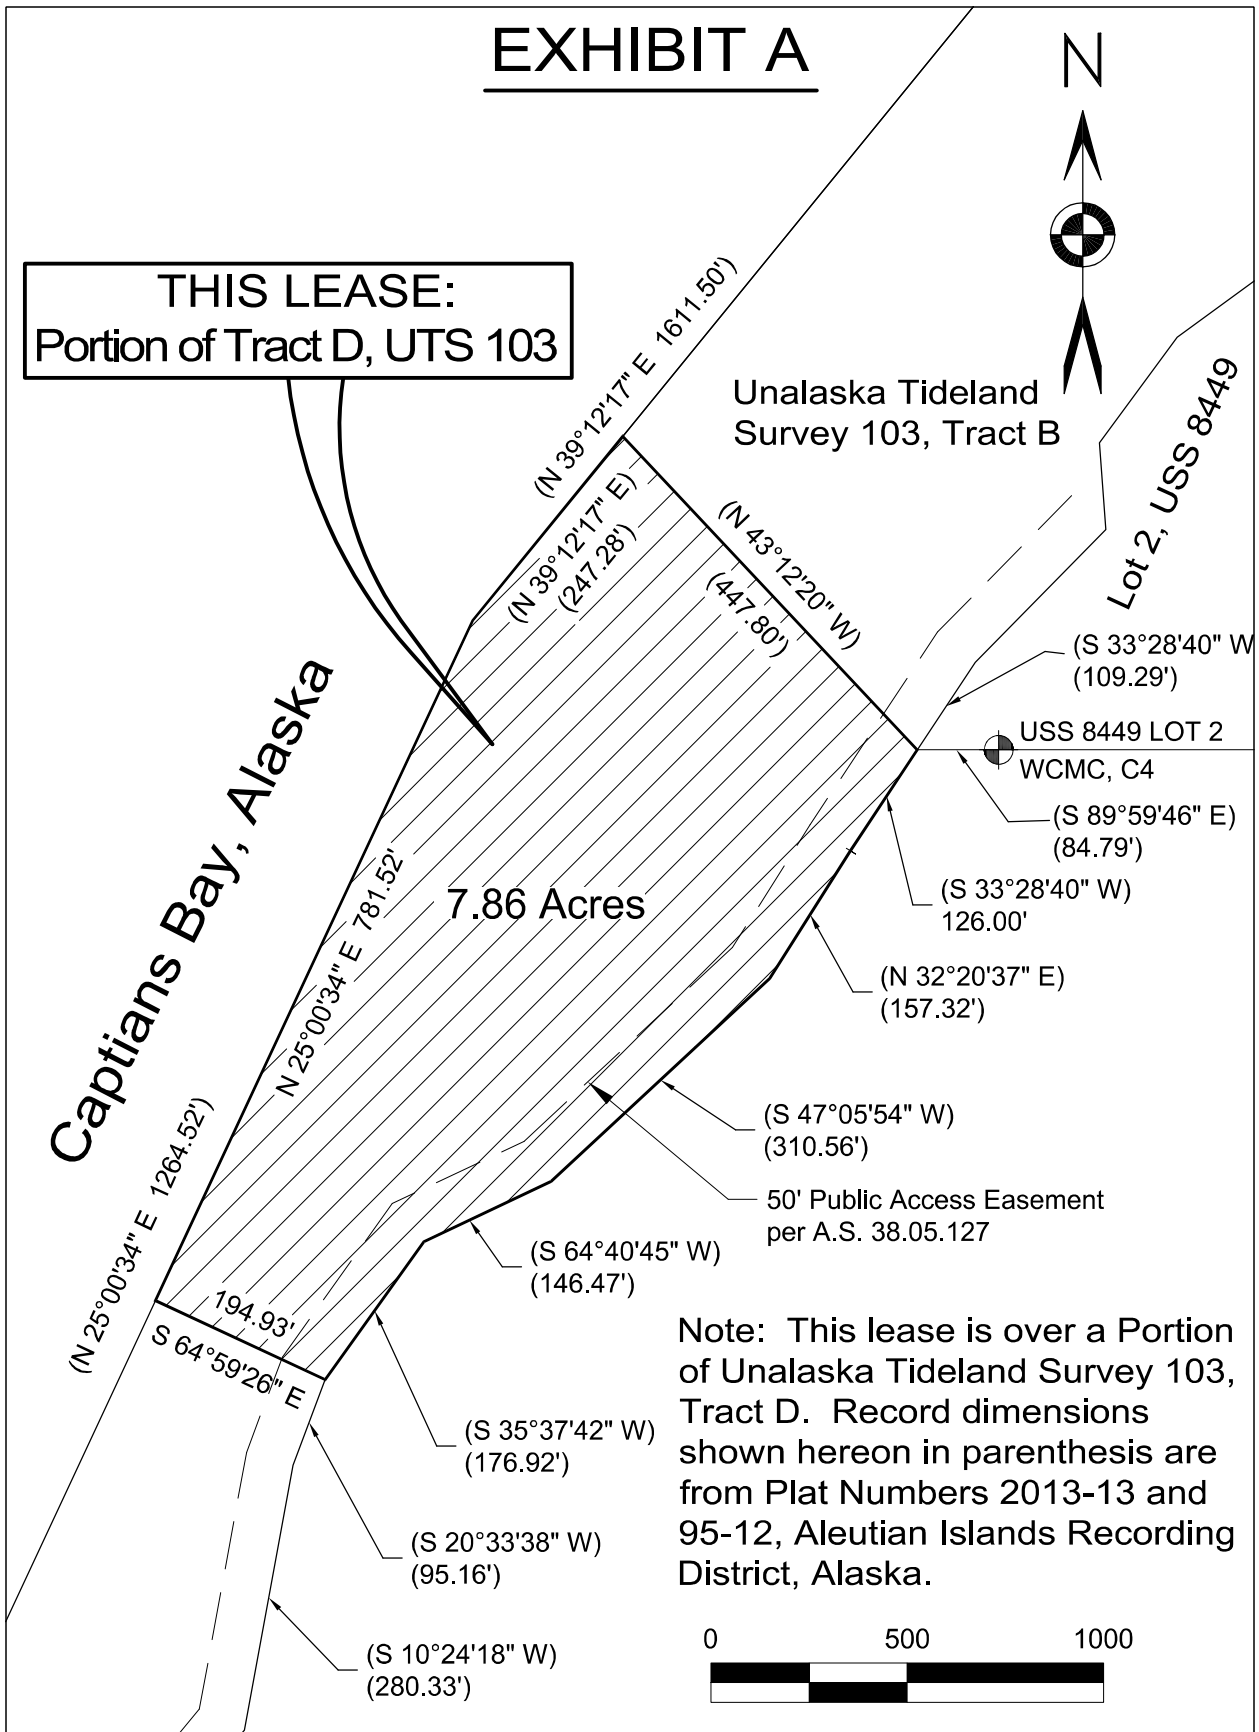 EXHIBIT A
N
THIS LEASE:
Portion of Tract D, UTS 103
(N 39°12'17" E 1611.50')
Unalaska Tideland
Survey 103, Tract B
Lot 2, USS 8449
(N 39°12'17" E)
(247.28')
(N 43°12'20" W)
(447.80')
(S 33°28'40" W
(109.29')
USS 8449 LOT 2
WCMC, C4
(S 89°59'46" E)
(84.79')
Captians Bay, Alaska
7.86 Acres
N 25°00'34" E 781.52'
(S 33°28'40" W)
126.00'
(N 32°20'37" E)
(157.32')
(S 47°05'54" W)
(310.56')
50' Public Access Easement
per A.S. 38.05.127
(N 25°00'34" E 1264.52')
(S 64°40'45" W)
(146.47')
194.93'
S 64°59'26" E
(S 35°37'42" W)
(176.92')
(S 20°33'38" W)
(95.16')
(S 10°24'18" W)
(280.33')
Note: This lease is over a Portion
of Unalaska Tideland Survey 103,
Tract D. Record dimensions
shown hereon in parenthesis are
from Plat Numbers 2013-13 and
95-12, Aleutian Islands Recording
District, Alaska.
0 500 1000